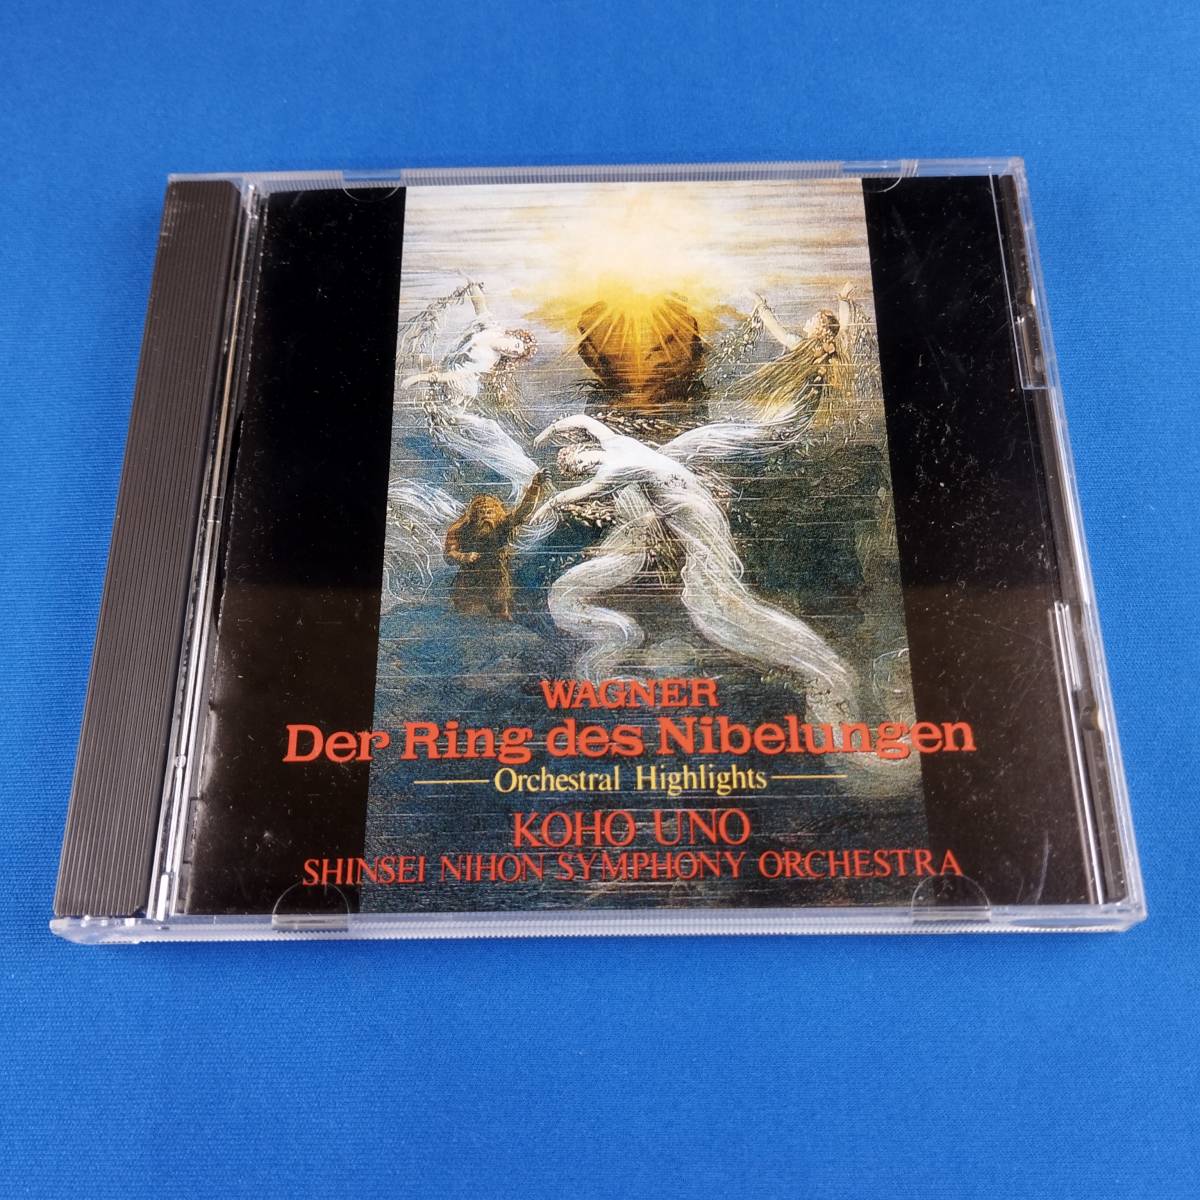 WAGNER
Der Ring des Nibelungen
Orchestral Highlights
KOHO UNO
SHINSEI NIHON SYMPHONY ORCHESTRA